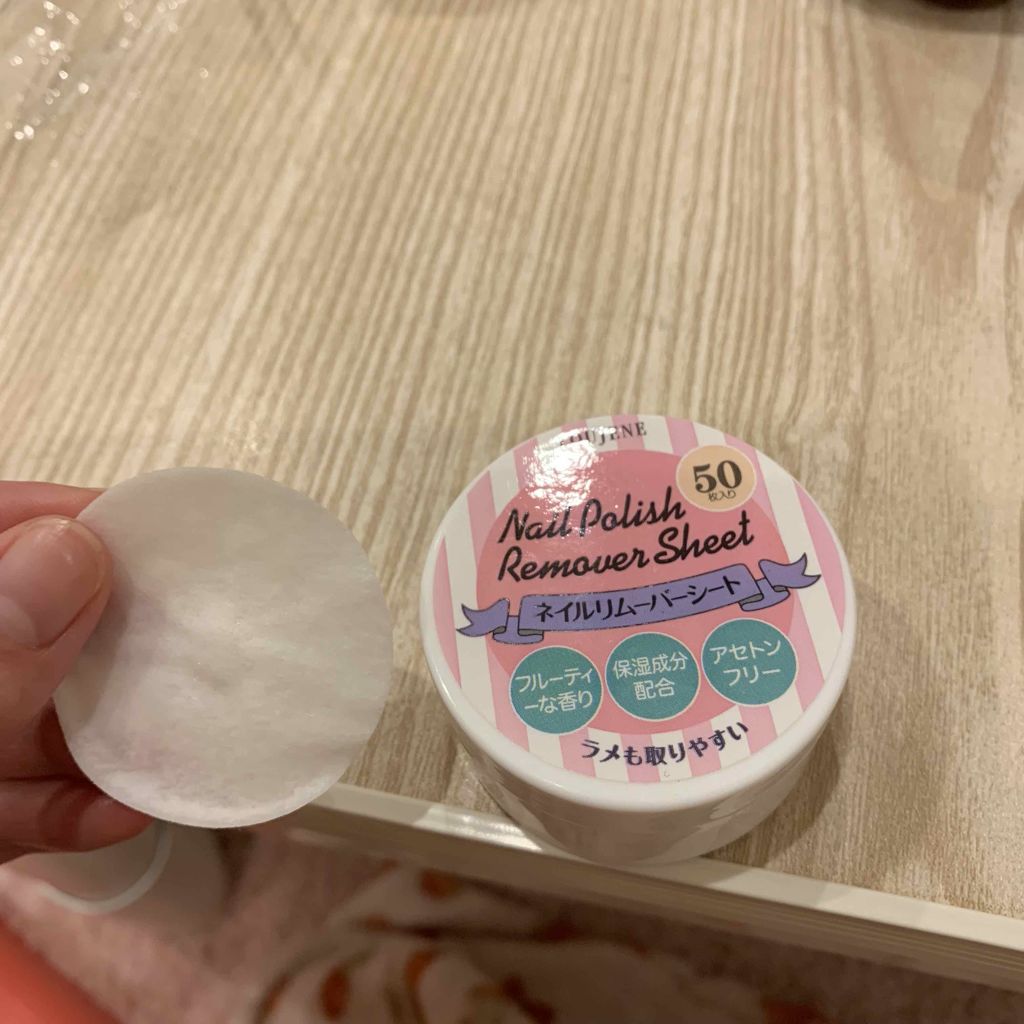 50
枚入り
Nail Polish
Remover Sheet
ネイルリムーバーシート
フルーティ
ーな香り
保湿成分
配合
アセトン
フリー
ラメも取りやすい